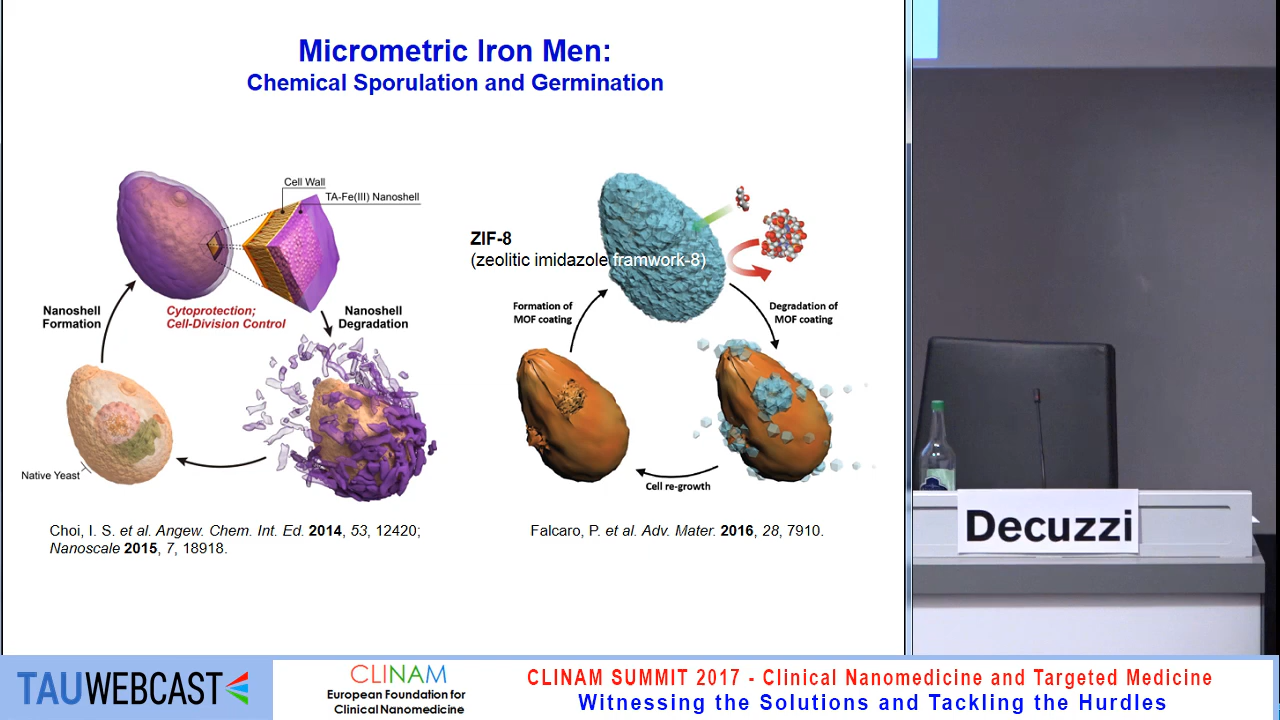 Micrometric Iron Men:
Chemical Sporulation and Germination
Cell Wall
TA-Fe(III) Nanoshell
Nanoshell
Formation
Cytoprotection;
Cell-Division Control
Nanoshell
Degradation
Native Yeast
Choi, I. S. et al. Angew. Chem. Int. Ed. 2014, 53, 12420;
Nanoscale 2015, 7, 18918.
ZIF-8
(zeolitic imidazole framwork-8)
Formation of
MOF coating
Degradation of
MOF coating
Cell re-growth
Falcaro, P. et al. Adv. Mater. 2016, 28, 7910.
Decuzzi
TAUWEBCAST
CLINAM
European Foundation for
Clinical Nanomedicine
CLINAM SUMMIT 2017 - Clinical Nanomedicine and Targeted Medicine
Witnessing the Solutions and Tackling the Hurdles